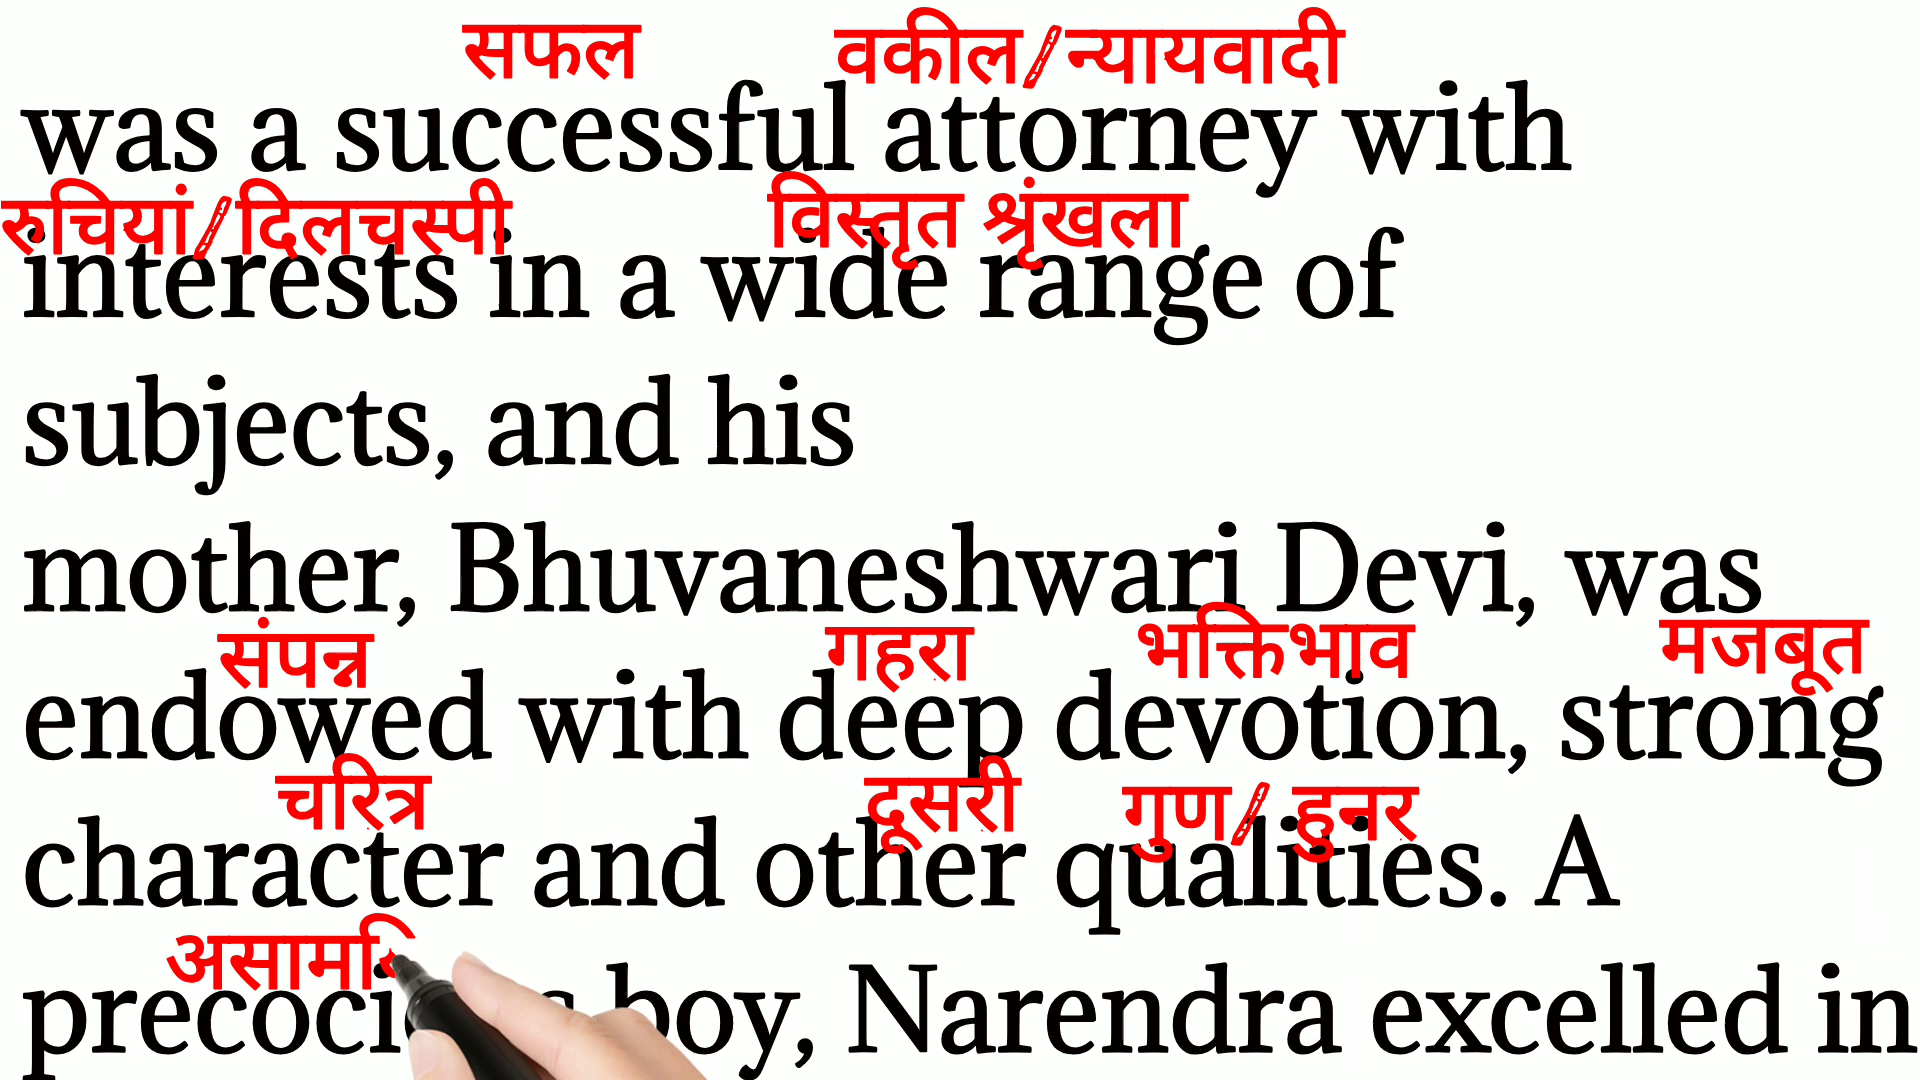 सफल वकील/न्यायवादी
was a successful attorney with
रुचियां/दिलचस्पी विस्तृत श्रृंखला
interests in a wide range of
subjects, and his
mother, Bhuvaneshwari Devi, was
संपन्न गहरा भक्तिभाव मजबूत
endowed with deep devotion, strong
चरित्र दूसरी गुण/ हुनर
character and other qualities. A
boy, Narendra excelled in